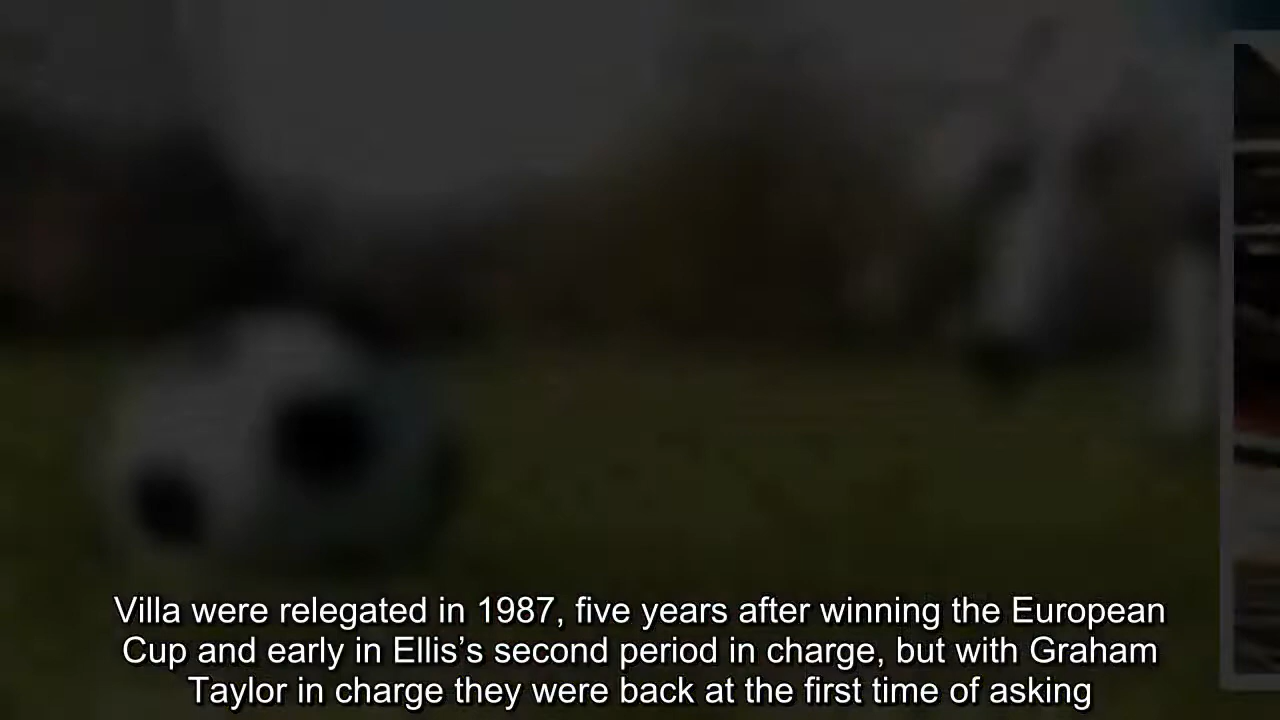 Villa were relegated in 1987, five years after winning the European
Cup and early in Ellis’s second period in charge, but with Graham
Taylor in charge they were back at the first time of asking